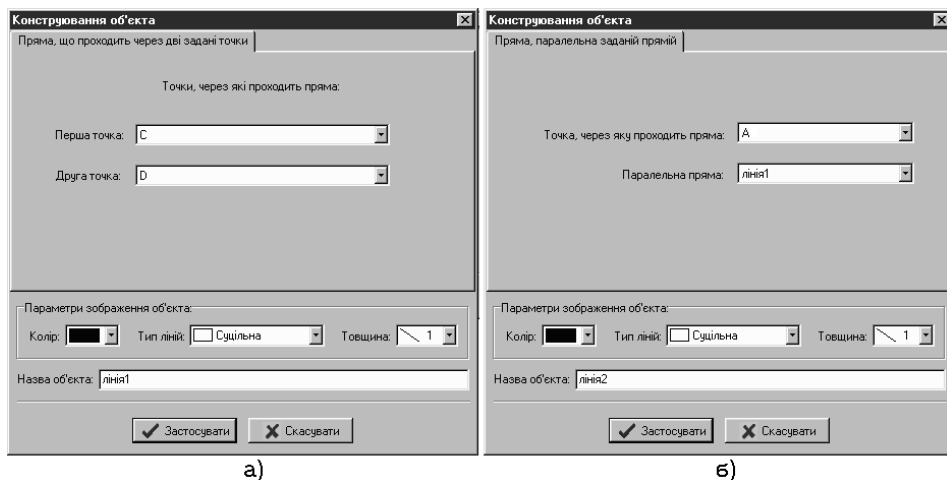 Конструювання об'єкта
Пряма, що проходить через дві задані точки
Точки, через які проходить пряма:
Перша точка: C
Друга точка: D
Параметри зображення об'єкта:
Колір: Тип ліній: Суцільна Товщина: 1
Назва об'єкта: лінія1
Застосувати Скасувати
а)
Конструювання об'єкта
Пряма, паралельна заданій прямій
Точка, через яку проходить пряма: A
Паралельна пряма: лінія1
Параметри зображення об'єкта:
Колір: Тип ліній: Суцільна Товщина: 1
Назва об'єкта: лінія2
Застосувати Скасувати
б)